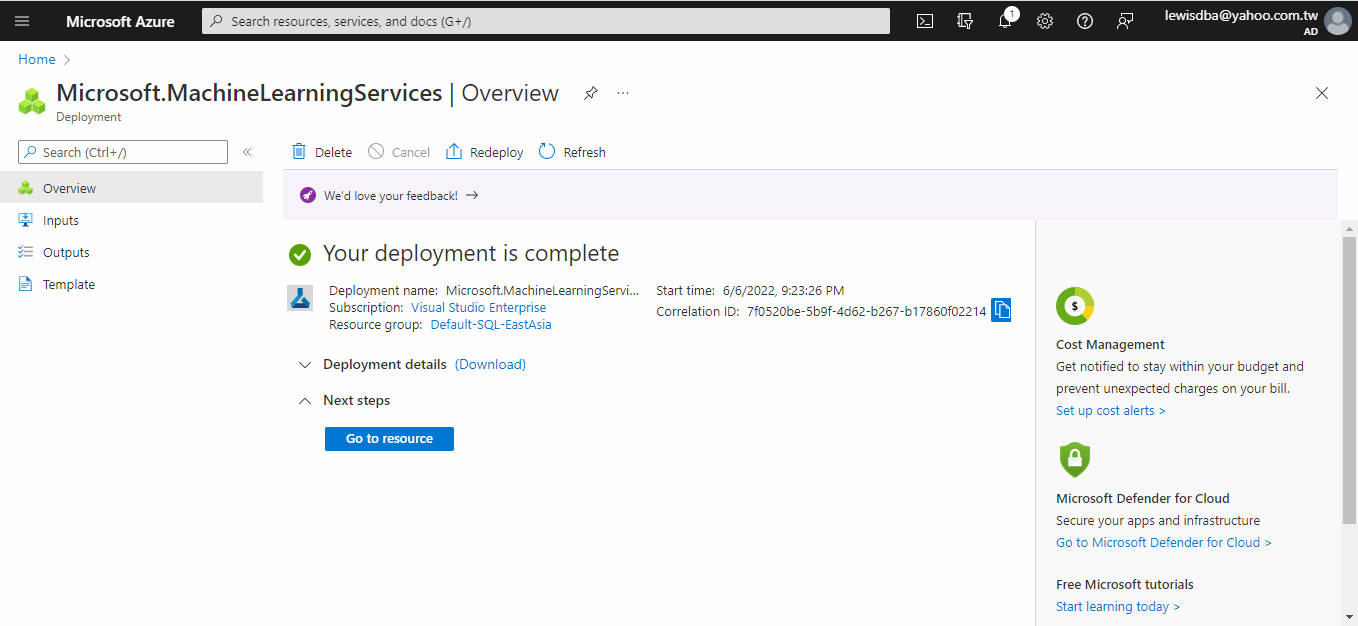 Microsoft Azure
Search resources, services, and docs (G+/)
1
lewisdba@yahoo.com.tw
AD
Home >
Microsoft.MachineLearningServices | Overview ...
Deployment
Search (Ctrl+/) «
Delete Cancel Redeploy Refresh
Overview
Inputs
Outputs
Template
We'd love your feedback! →
Your deployment is complete
Deployment name: Microsoft.MachineLearningServi...
Subscription: Visual Studio Enterprise
Resource group: Default-SQL-EastAsia
Start time: 6/6/2022, 9:23:26 PM
Correlation ID: 7f0520be-5b9f-4d62-b267-b17860f02214
Deployment details (Download)
Next steps
Go to resource
$
Cost Management
Get notified to stay within your budget and
prevent unexpected charges on your bill.
Set up cost alerts >
Microsoft Defender for Cloud
Secure your apps and infrastructure
Go to Microsoft Defender for Cloud >
Free Microsoft tutorials
Start learning today >